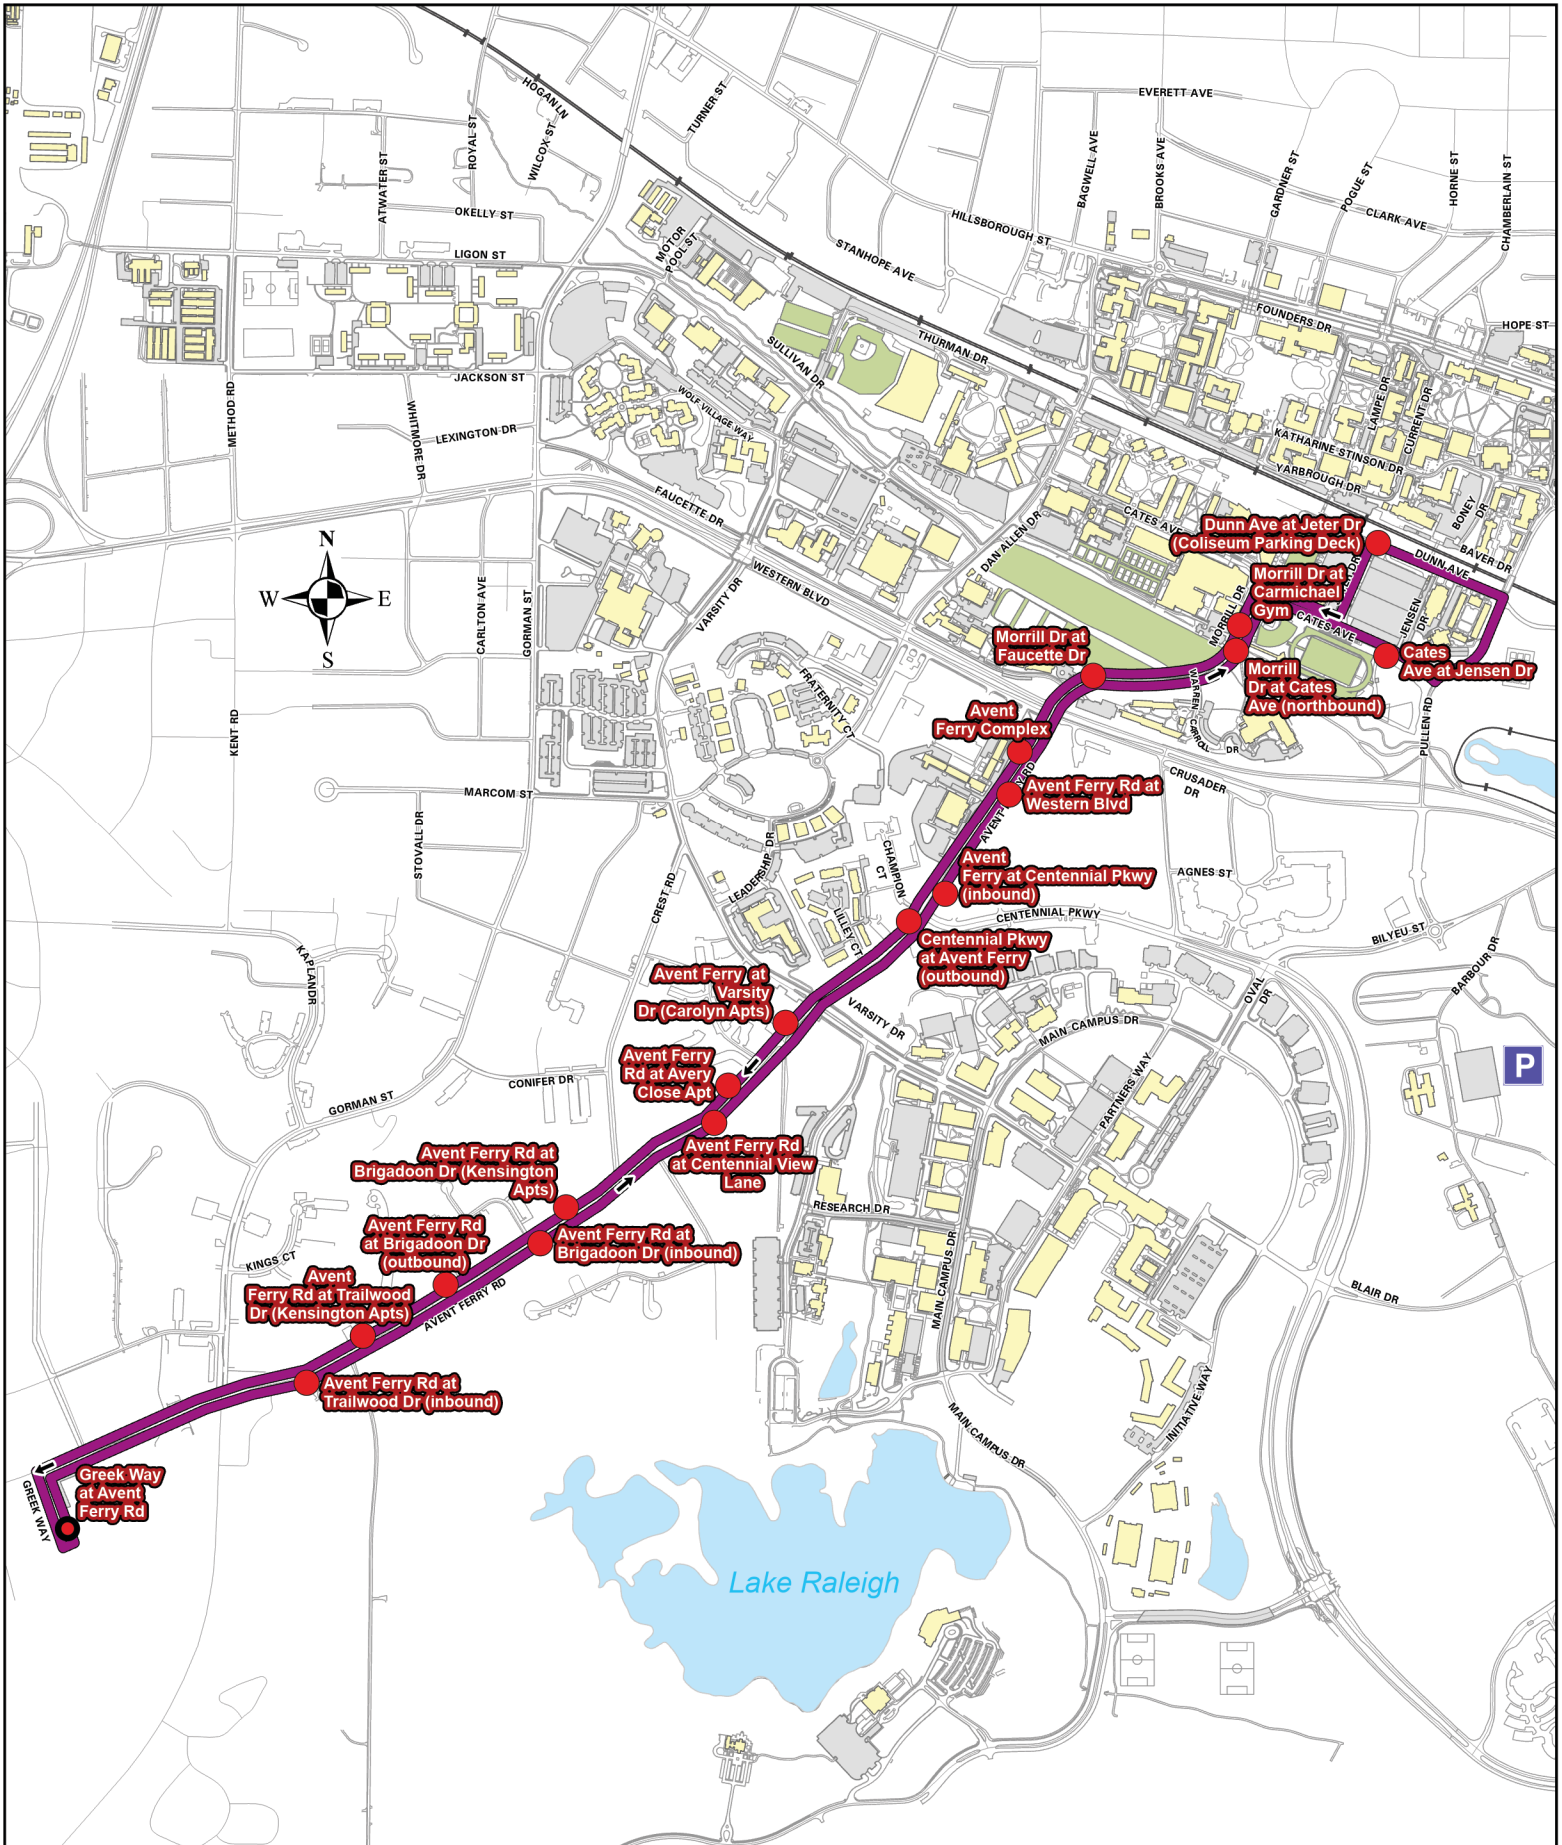 HOGAN LN
TURNER ST
EVERETT AVE
ROYAL ST
WILCOX ST
ATWATER ST
BAGWELL AVE
BROOKS AVE
GARDNER ST
POGUE ST
HORNE ST
CHAMBERLAIN ST
OKELLY ST
CLARK AVE
HILLSBOROUGH ST
MOTOR
POOL ST
STANHOPE AVE
LIGON ST
FOUNDERS DR
HOPE ST
THURMAN DR
SULLIVAN DR
JACKSON ST
METHOD RD
WHITMORE DR
WOLF VILLAGE WAY
LEXINGTON DR
LAMPE DR
CURRENT DR
KATHARINE STINSON DR
YARBROUGH DR
FAUCETTE DR
BONEY
DR
CATES AVE
DAN ALLEN DR
Dunn Ave at Jeter Dr
(Coliseum Parking Deck)
BAVER DR
DUNN AVE
N
W
E
S
WESTERN BLVD
VARSITY DR
CARLTON AVE
GORMAN ST
Morrill Dr at
Carmichael
Gym
MORRILL DR
CATES AVE
JENSEN
DR
Morrill Dr at
Faucette Dr
Cates
Ave at Jensen Dr
Morrill
Dr at Cates
Ave (northbound)
WARREN CARROLL DR
PULLEN RD
FRATERNITY CT
KENT RD
Avent
Ferry Complex
CRUSADER
DR
Avent Ferry Rd at
Western Blvd
MARCOM ST
STOVALL DR
AVENT
Y RD
LEADERSHIP DR
CHAMPION
CT
Avent
Ferry at Centennial Pkwy
(inbound)
AGNES ST
CREST RD
LILLEY CT
CENTENNIAL PKWY
BILYEU ST
Centennial Pkwy
at Avent Ferry
(outbound)
KAPLAN DR
Avent Ferry at
Varsity
Dr (Carolyn Apts)
VARSITY DR
OVAL
DR
BARBOUR DR
MAIN CAMPUS DR
Avent Ferry
Rd at Avery
Close Apt
P
CONIFER DR
GORMAN ST
PARTNERS WAY
Avent Ferry Rd at
Brigadoon Dr (Kensington
Apts)
Avent Ferry Rd
at Centennial View
Lane
RESEARCH DR
Avent Ferry Rd
at Brigadoon Dr
(outbound)
Avent Ferry Rd at
Brigadoon Dr (inbound)
KINGS CT
Avent
Ferry Rd at Trailwood
Dr (Kensington Apts)
AVENT FERRY RD
MAIN CAMPUS DR
BLAIR DR
Avent Ferry Rd at
Trailwood Dr (inbound)
INITIATIVE WAY
MAIN CAMPUS DR
Greek Way
at Avent
Ferry Rd
GREEK WAY
Lake Raleigh